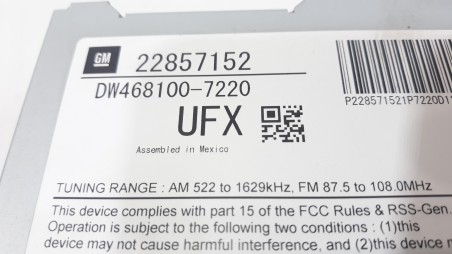 GM 22857152
DW468100-7220
UFX
Assembled in Mexico
P228571521P7220D1
TUNING RANGE : AM 522 to 1629kHz, FM 87.5 to 108.0MHz
This device complies with part 15 of the FCC Rules & RSS-Gen.
Operation is subject to the following two conditions : (1)this
device may not cause harmful interference, and (2)this device